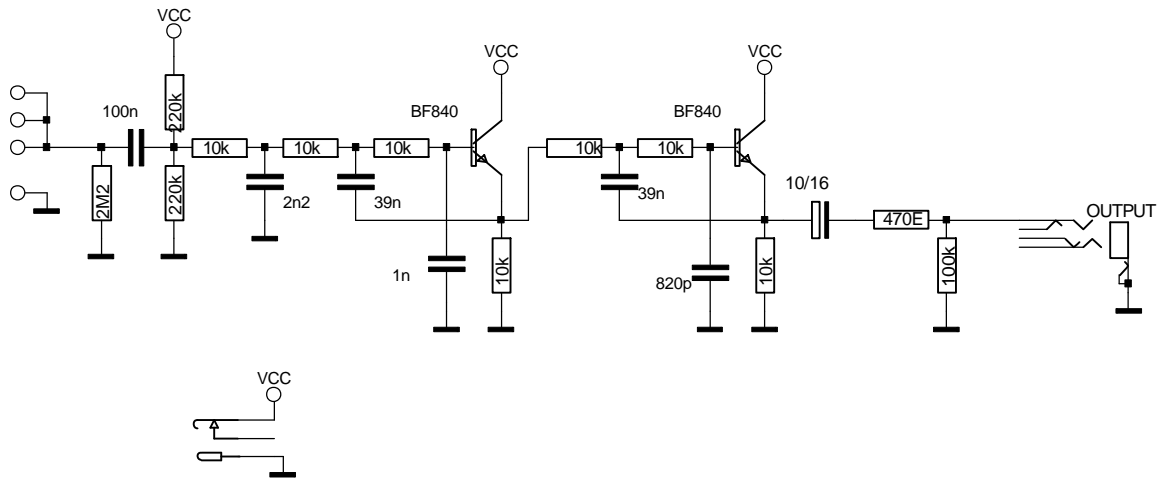 VCC
VCC
VCC
100n
220k
BF840
BF840
10k
10k
10k
10k
10k
2M2
220k
2n2
39n
39n
10/16
470E
OUTPUT
1n
10k
820p
10k
100k
VCC